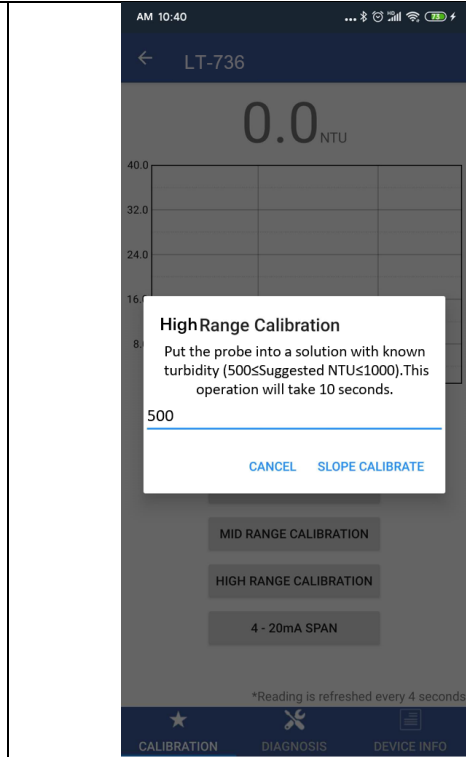 AM 10:40
73
LT-736
0.0 NTU
40.0
32.0
24.0
16.
8.
High Range Calibration
Put the probe into a solution with known
turbidity (500≤Suggested NTU≤1000).This
operation will take 10 seconds.
500
CANCEL SLOPE CALIBRATE
MID RANGE CALIBRATION
HIGH RANGE CALIBRATION
4 - 20mA SPAN
*Reading is refreshed every 4 seconds
CALIBRATION DIAGNOSIS DEVICE INFO